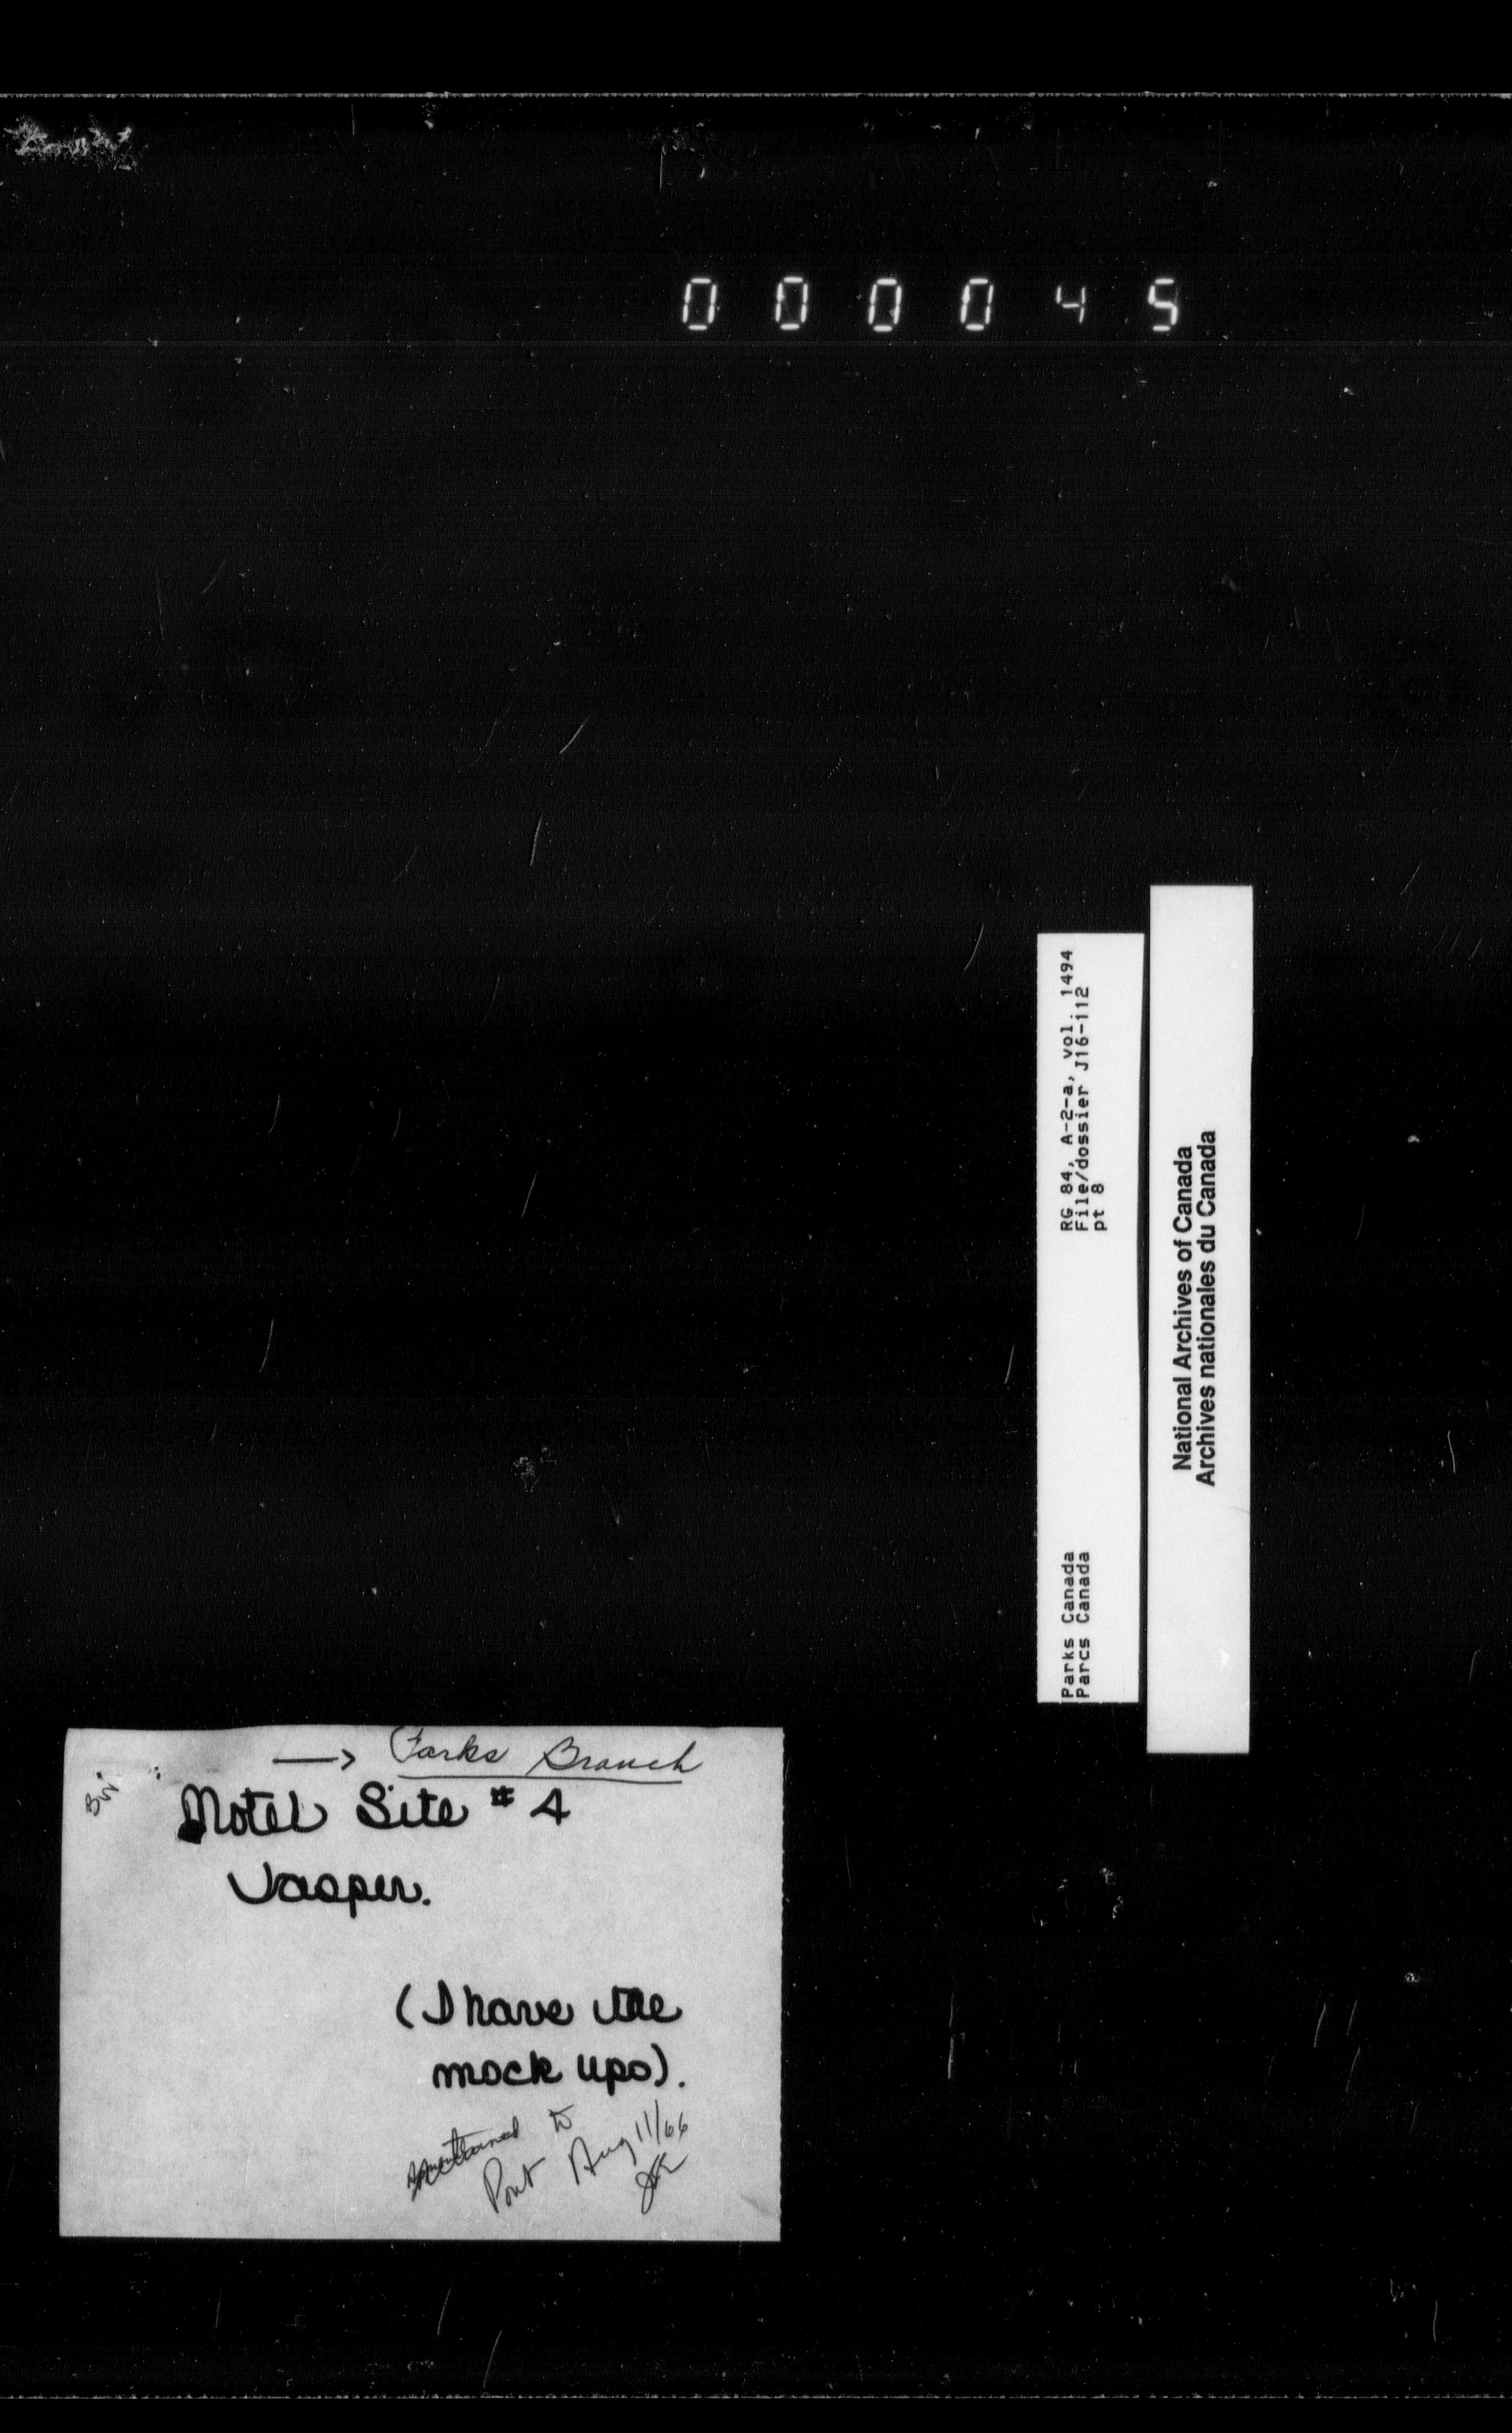 000045
RG 84, A-2-a, vol. 1494
File/dossier J16-112
pt 8
Parks Canada
Parcs Canada
National Archives of Canada
Archives nationales du Canada
→ Parks Branch
Motel Site # 4
Jasper.
(I have the
mock ups).
mentioned to
Aug 11/66